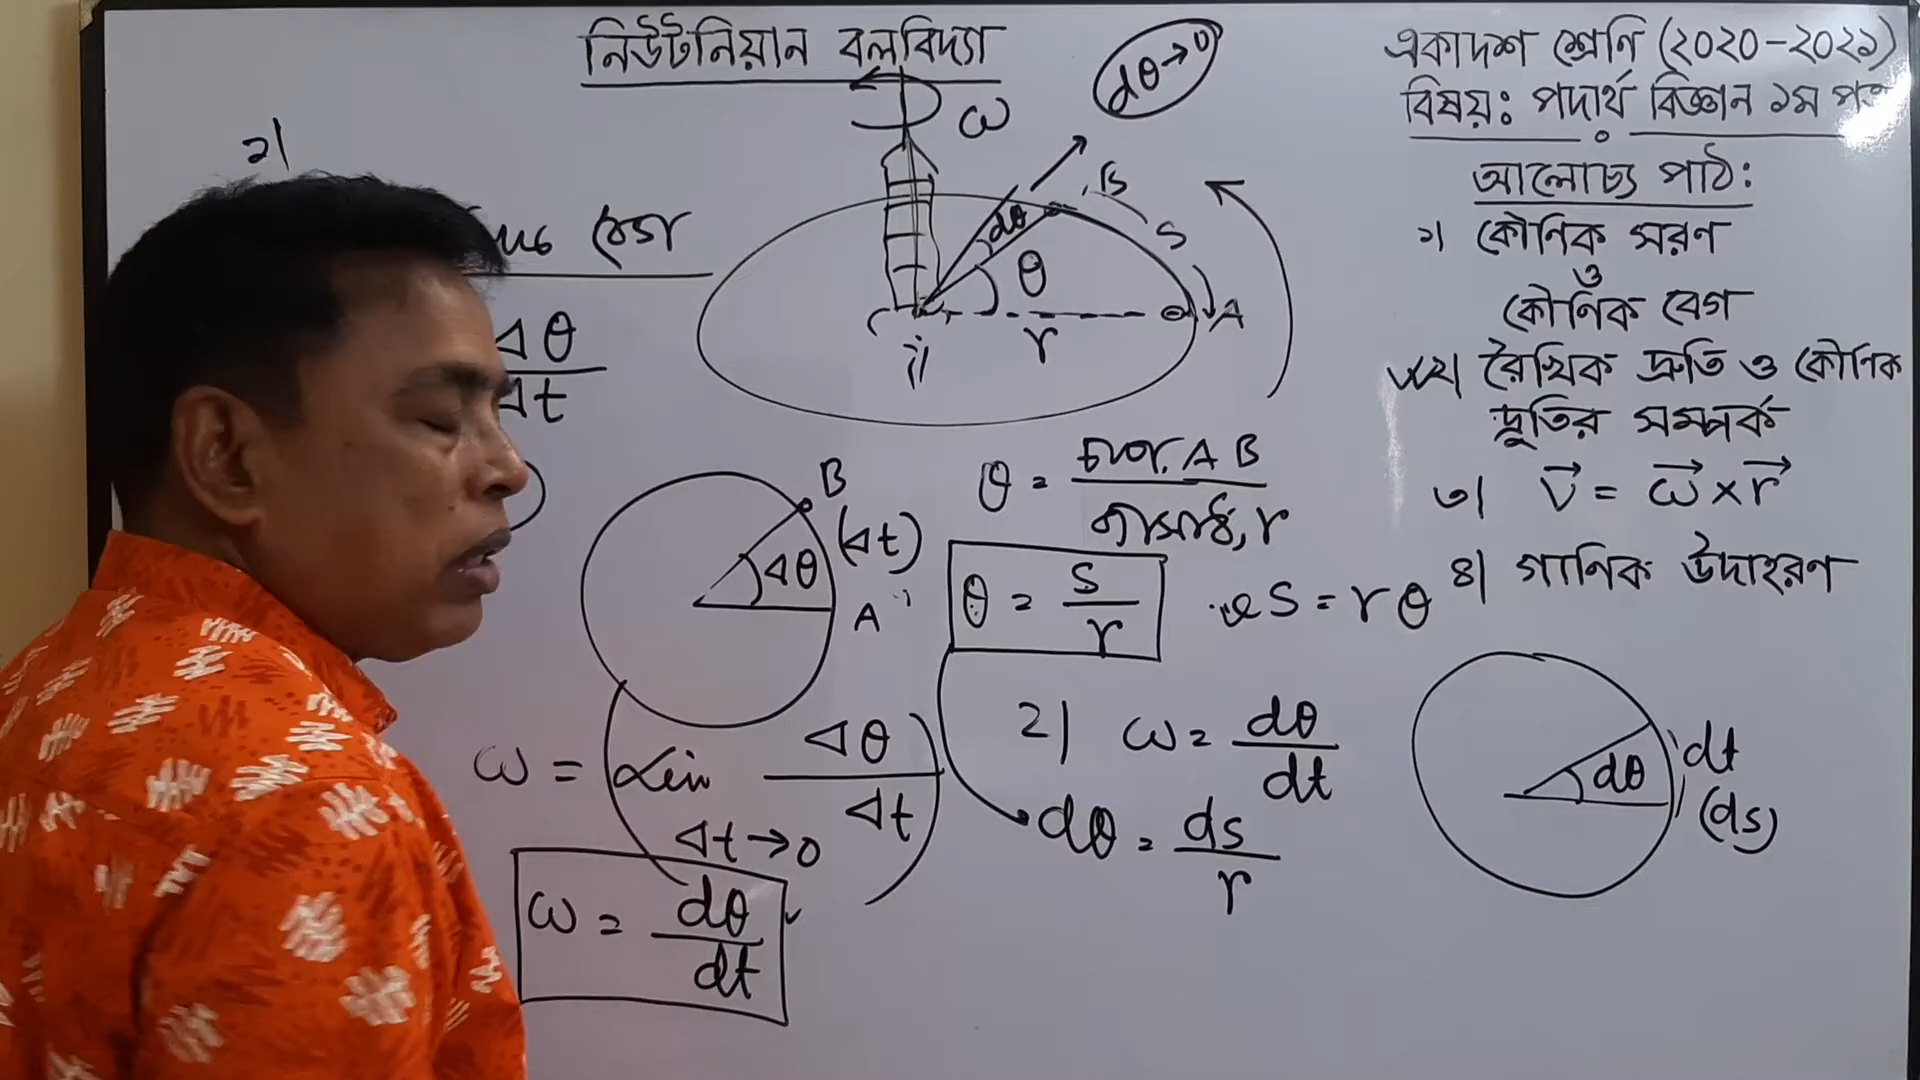 নিউটনিয়ান বলবিদ্যা
dθ→0
ω
B
dθ
S
θ
A
r
২।
বেগ
Δθ
Δt
B
(Δt)
Δθ
A
θ = চাপ, AB
ব্যাসার্ধ, r
θ = s/r
S = rθ
ω = Lim Δθ/Δt
Δt→0
ω = dθ/dt
2) ω = dθ/dt
dθ = ds/r
dt
dθ
(ds)
একাদশ শ্রেণি (২০২০-২০২১)
বিষয়ঃ পদার্থ বিজ্ঞান ১ম পত্র
আলোচ্য পাঠ:
১। কৌণিক সরণ
ও
কৌণিক বেগ
২। রৈখিক দ্রুতি ও কৌণিক
দ্রুতির সম্পর্ক
৩। v⃗ = ω⃗ × r⃗
৪। গাণিতিক উদাহরণ